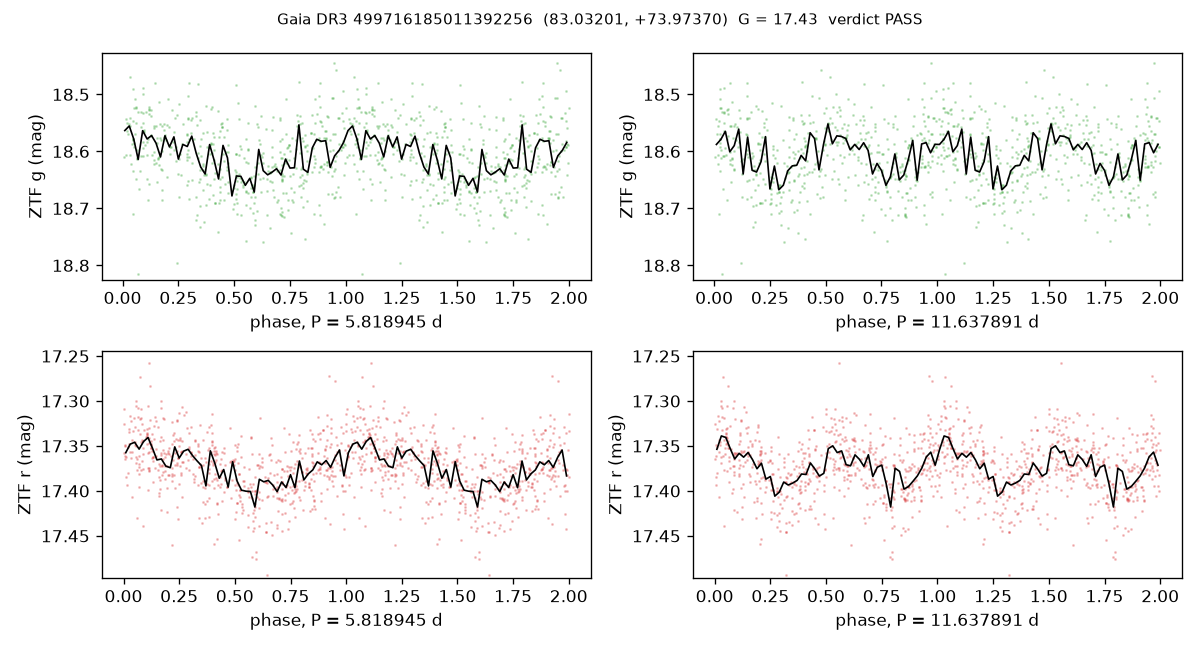 Gaia DR3 499716185011392256  (83.03201, +73.97370)  G = 17.43  verdict PASS
ZTF g (mag)
18.5
18.6
18.7
18.8
0.00 0.25 0.50 0.75 1.00 1.25 1.50 1.75 2.00
phase, P = 5.818945 d
ZTF g (mag)
18.5
18.6
18.7
18.8
0.00 0.25 0.50 0.75 1.00 1.25 1.50 1.75 2.00
phase, P = 11.637891 d
ZTF r (mag)
17.25
17.30
17.35
17.40
17.45
0.00 0.25 0.50 0.75 1.00 1.25 1.50 1.75 2.00
phase, P = 5.818945 d
ZTF r (mag)
17.25
17.30
17.35
17.40
17.45
0.00 0.25 0.50 0.75 1.00 1.25 1.50 1.75 2.00
phase, P = 11.637891 d